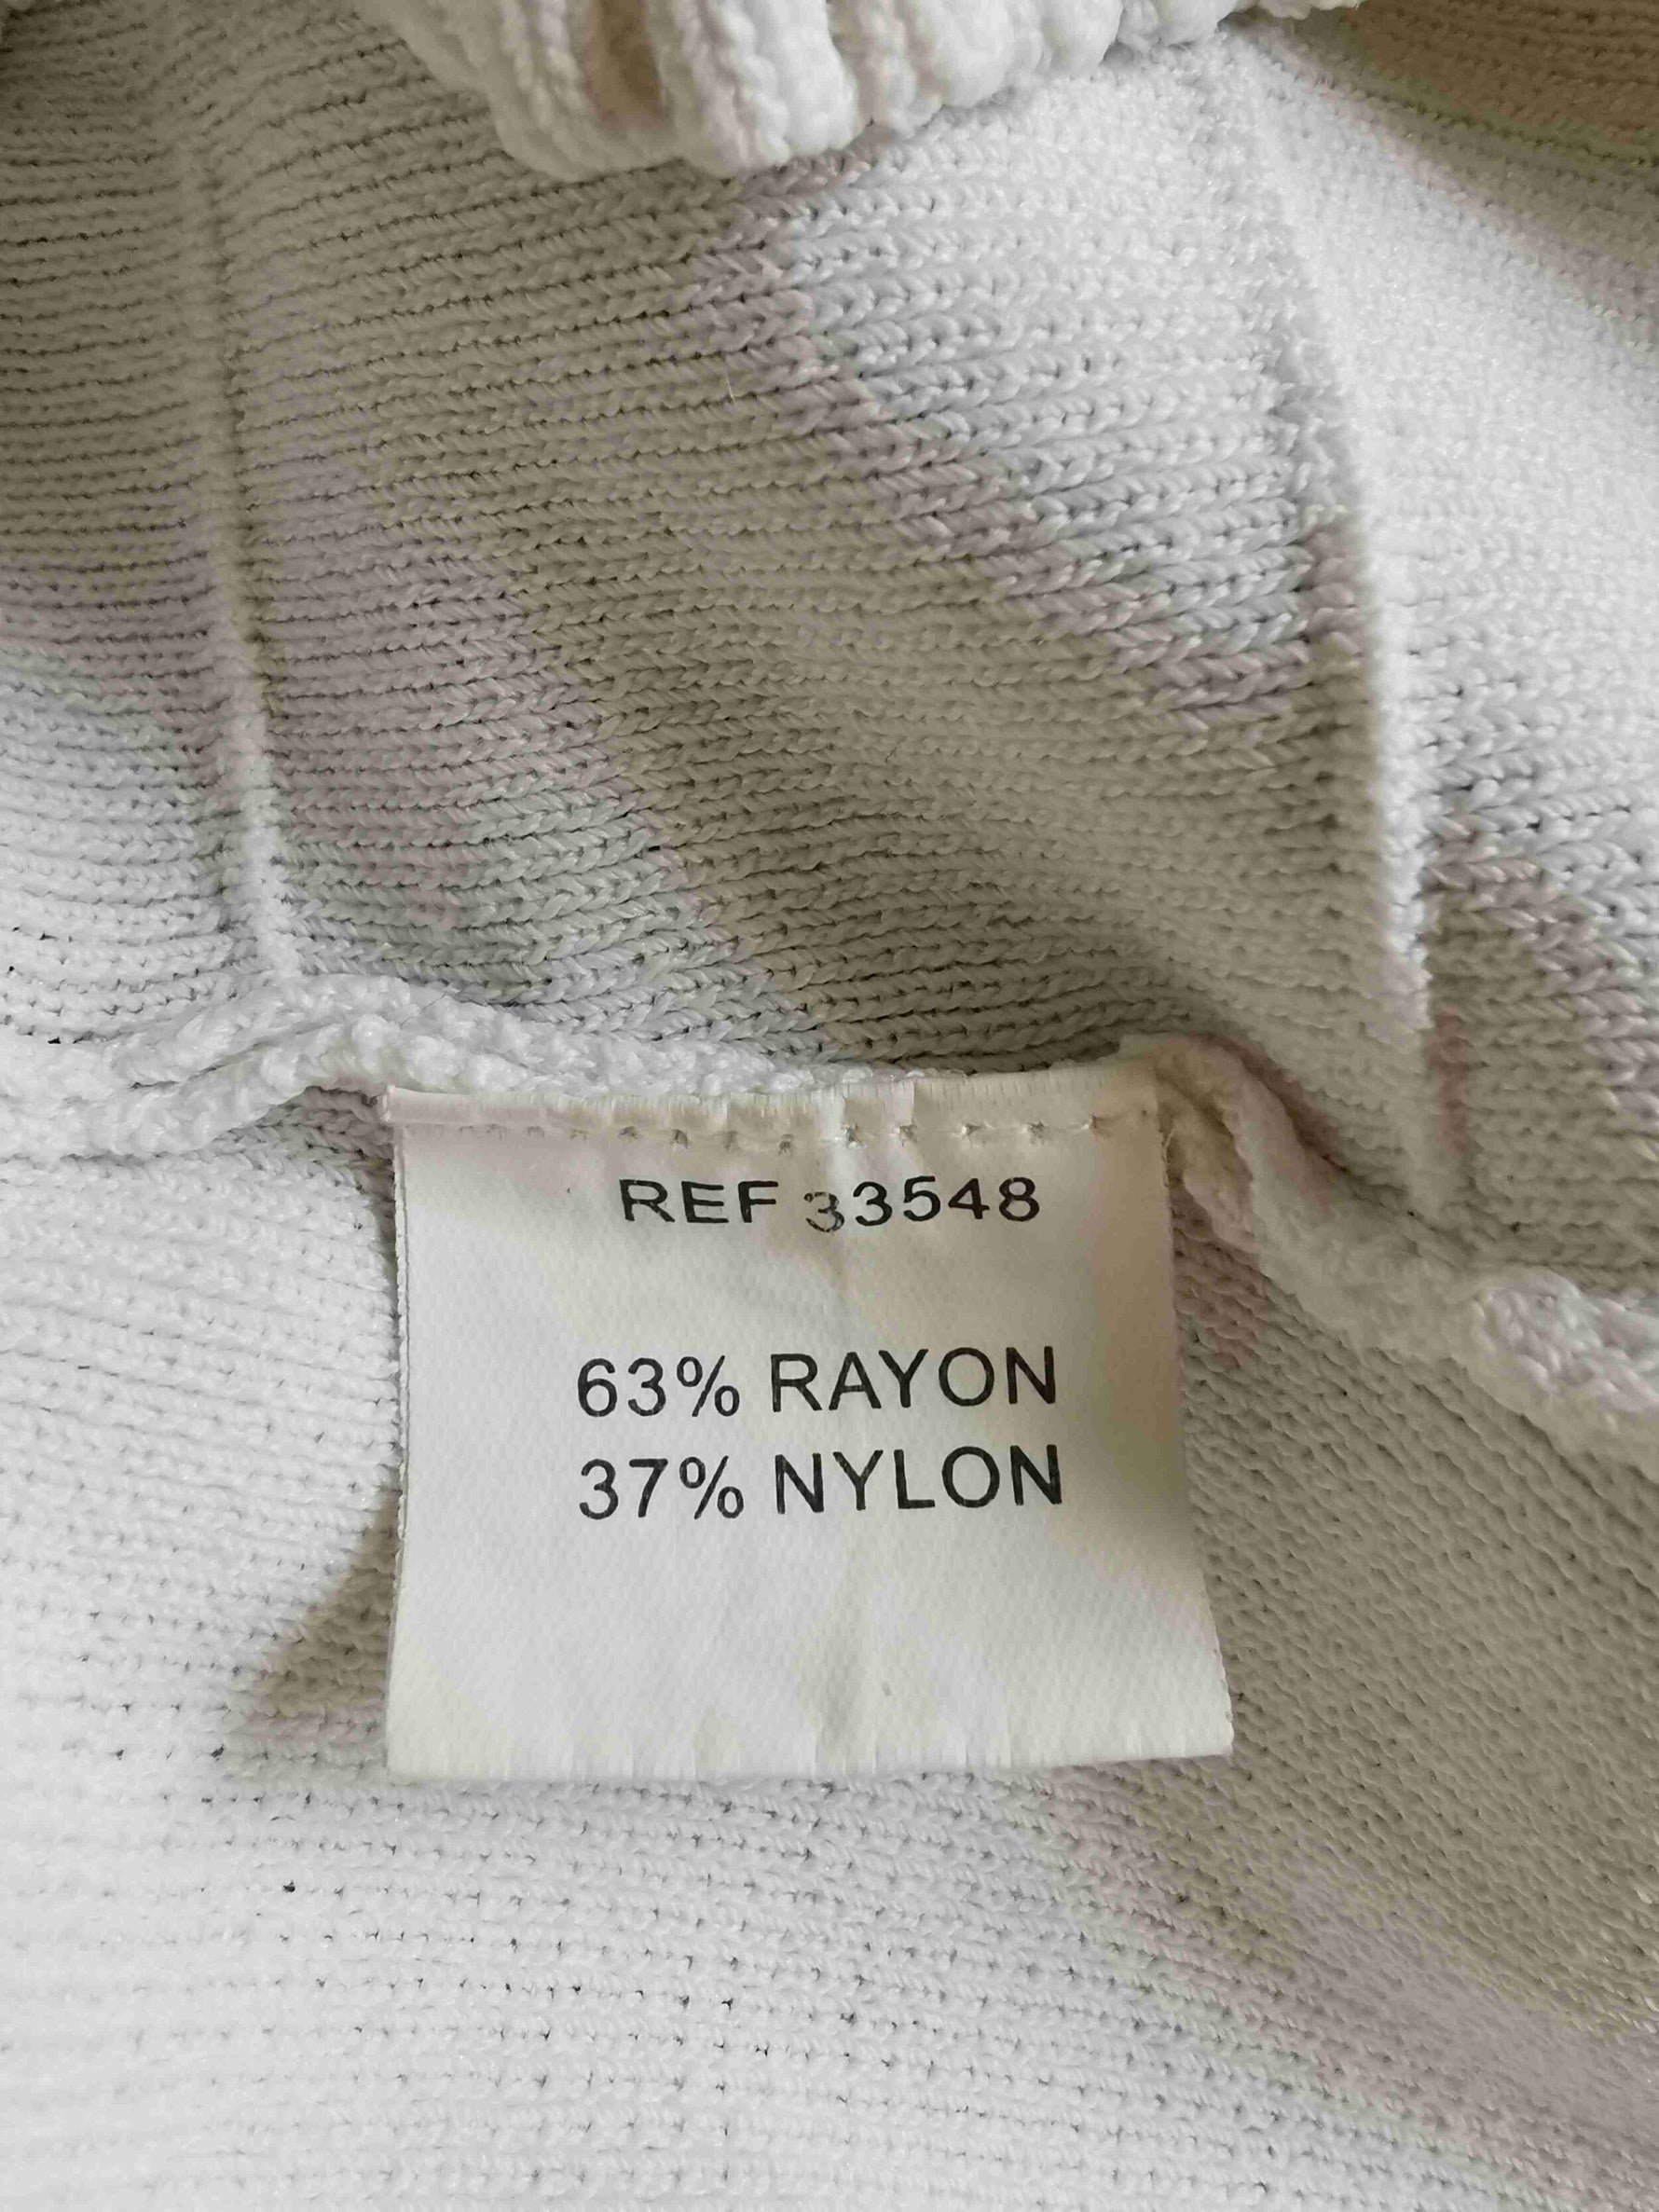 REF 33548
63% RAYON
37% NYLON